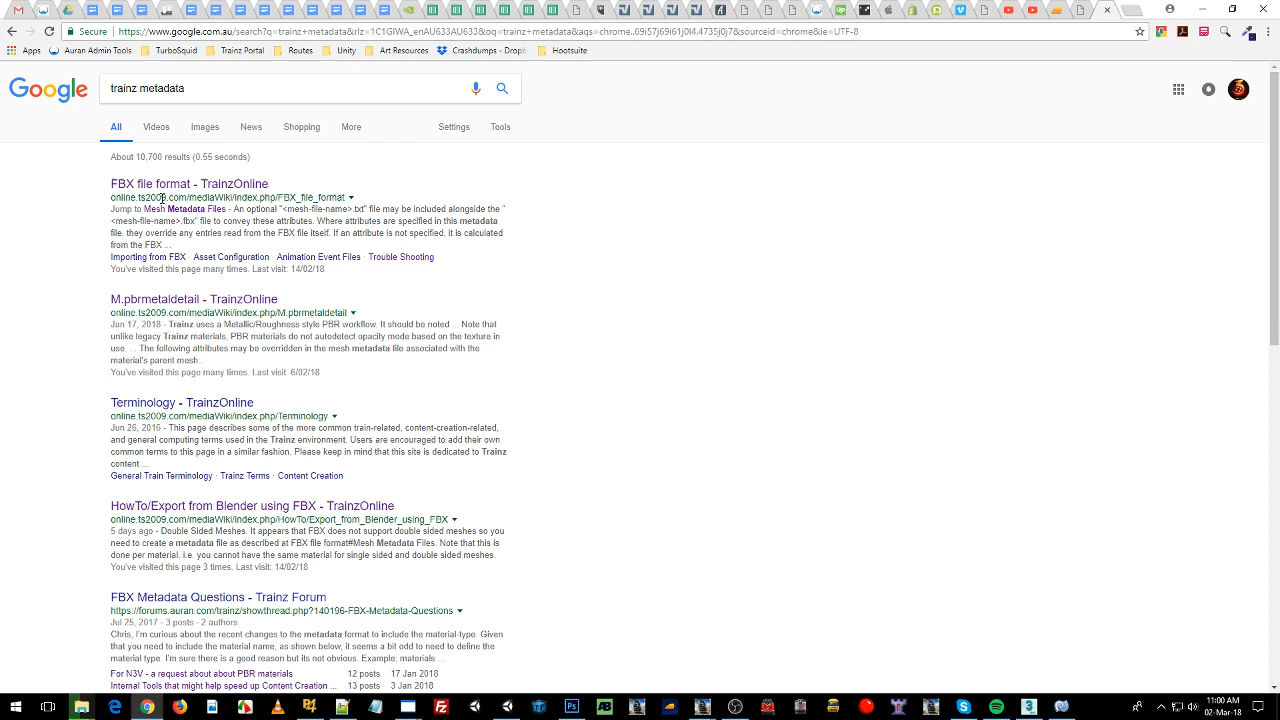 Secure
https://www.google.com.au/search?q=trainz+metadata&rlz=1C1GIWA_enAU633AU633&oq=trainz+metadata&aqs=chrome..69i57j69i61j0l4.4735j0j7&sourceid=chrome&ie=UTF-8
Apps Auran Admin Tools TurboSquid Trainz Portal Routes Unity Art Resources Crashdumps - Dropb Hootsuite
Google
trainz metadata
All Videos Images News Shopping More Settings Tools
About 10,700 results (0.55 seconds)
FBX file format - TrainzOnline
online.ts2009.com/mediaWiki/index.php/FBX_file_format
Jump to Mesh Metadata Files - An optional "<mesh-file-name>.txt" file may be included alongside the "
<mesh-file-name>.fbx" file to convey these attributes. Where attributes are specified in this metadata
file, they override any entries read from the FBX file itself. If an attribute is not specified, it is calculated
from the FBX ...
Importing from FBX · Asset Configuration · Animation Event Files · Trouble Shooting
You've visited this page many times. Last visit: 14/02/18
M.pbrmetaldetail - TrainzOnline
online.ts2009.com/mediaWiki/index.php/M.pbrmetaldetail
Jan 17, 2018 - Trainz uses a Metallic/Roughness style PBR workflow. It should be noted ... Note that
unlike legacy Trainz materials, PBR materials do not autodetect opacity mode based on the texture in
use. ... The following attributes may be overridden in the mesh metadata file associated with the
material's parent mesh:.
You've visited this page many times. Last visit: 6/02/18
Terminology - TrainzOnline
online.ts2009.com/mediaWiki/index.php/Terminology
Jun 26, 2016 - This page describes some of the more common train-related, content-creation-related,
and general computing terms used in the Trainz environment. Users are encouraged to add their own
common terms to this page in a similar fashion. Please keep in mind that this site is dedicated to Trainz
content ...
General Train Terminology · Trainz Terms · Content Creation
HowTo/Export from Blender using FBX - TrainzOnline
online.ts2009.com/mediaWiki/index.php/HowTo/Export_from_Blender_using_FBX
5 days ago - Double Sided Meshes. It appears that FBX does not support double sided meshes so you
need to create a metadata file as described at FBX file format#Mesh Metadata Files. Note that this is
done per material. i.e. you cannot have the same material for single sided and double sided meshes.
You've visited this page 3 times. Last visit: 14/02/18
FBX Metadata Questions - Trainz Forum
https://forums.auran.com/trainz/showthread.php?140196-FBX-Metadata-Questions
Jul 25, 2017 - 3 posts - 2 authors
Chris, I'm curious about the recent changes to the metadata format to include the material-type. Given
that you need to include the material name, as shown below, it seems a bit odd to need to define the
material type. I'm sure there is a good reason but its not obvious. Example: materials ...
For N3V - a request about about PBR materials 12 posts 17 Jan 2018
Internal Tools that might help speed up Content Creation ... 13 posts 3 Jan 2018
11:00 AM
02-Mar-18